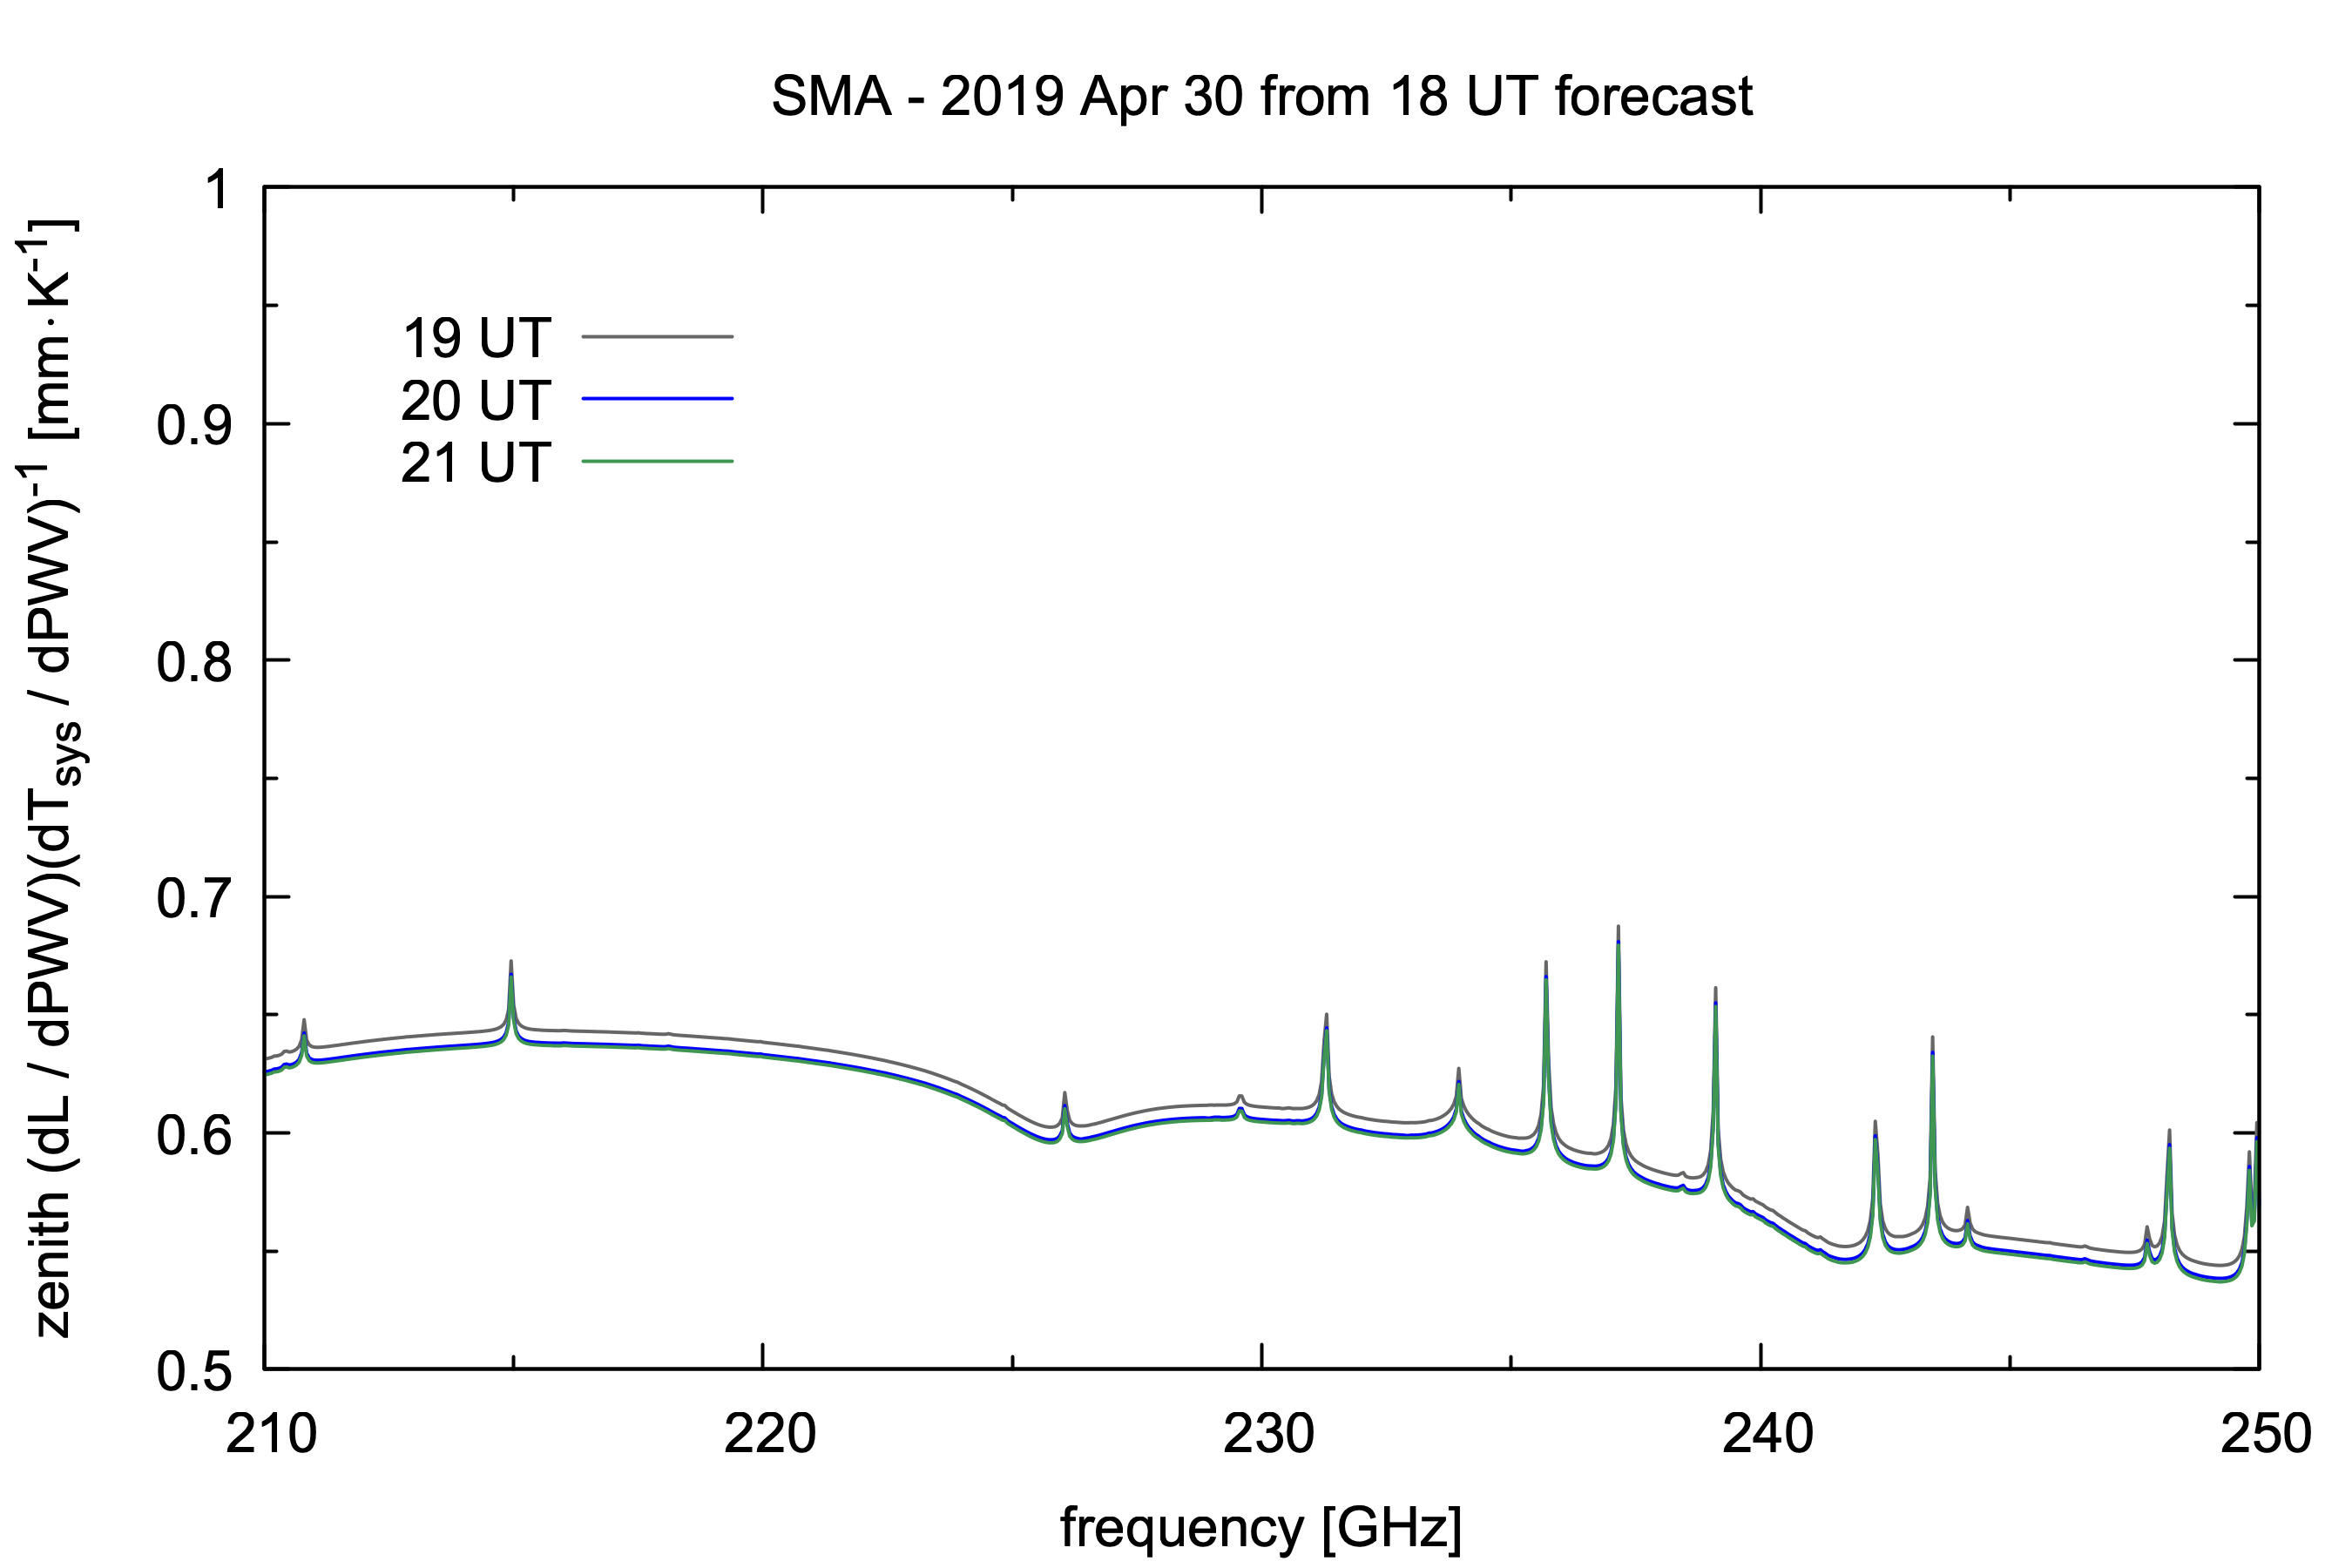 SMA - 2019 Apr 30 from 18 UT forecast
zenith (dL / dPWV)(dTsys / dPWV)⁻¹ [mm·K⁻¹]
1
0.9
0.8
0.7
0.6
0.5
19 UT
20 UT
21 UT
210 220 230 240 250
frequency [GHz]